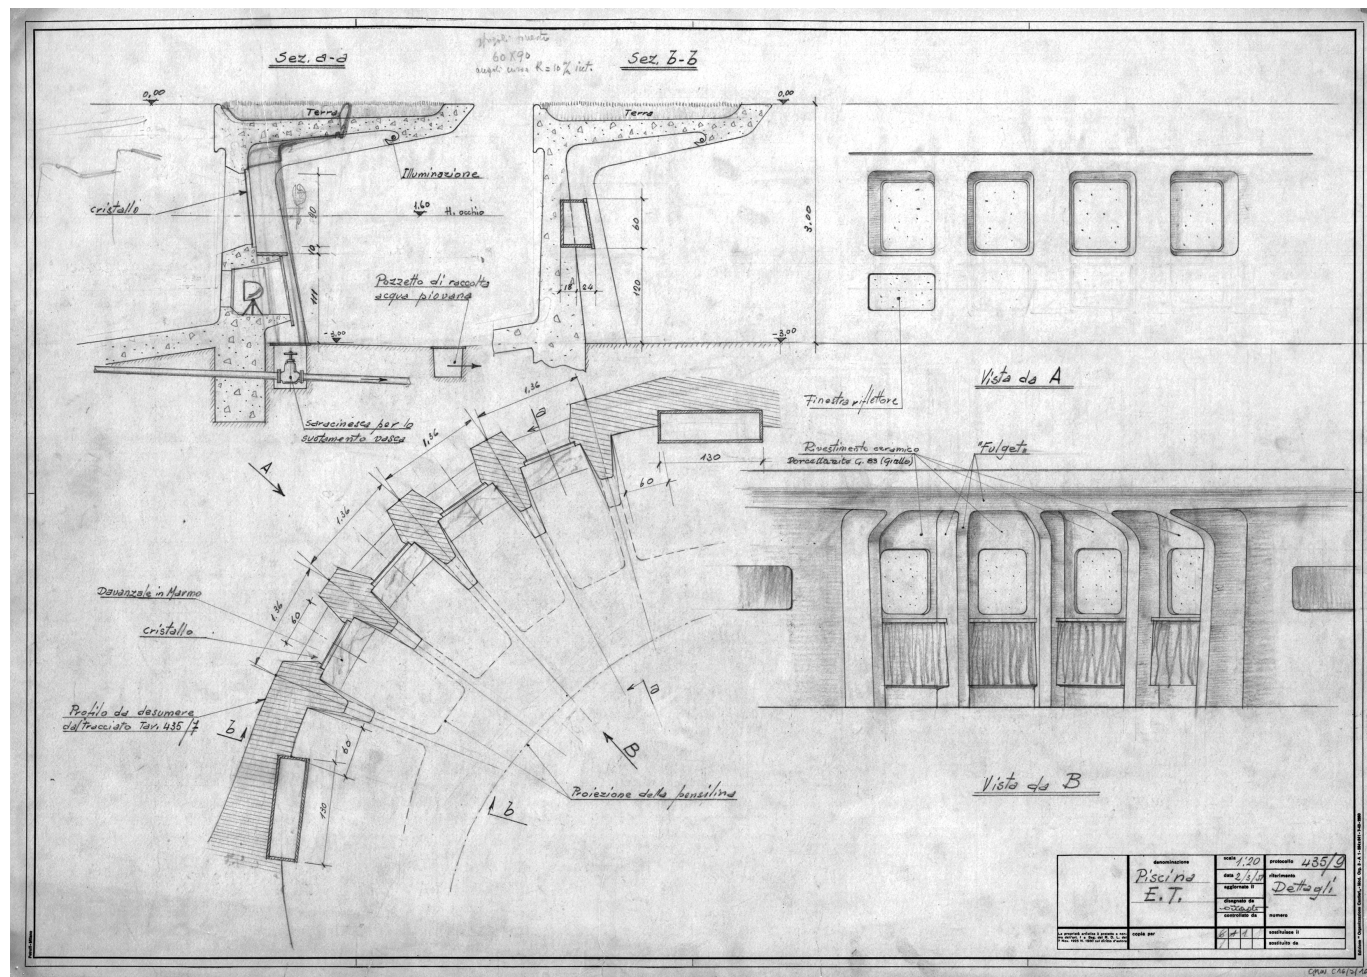 Sez. a-a
60x90
Sez. b-b
0,00
Terra
0,00
Terra
Illuminazione
cristallo
1,60
H. occhio
90
10
111
60
120
18
24
3,00
Pozzetto di raccolta
acqua piovana
-3,00
-3,00
Vista da A
Finestra riflettore
Saracinesca per lo
svuotamento vasca
A
1,36
1,36
1,36
1,36
a
130
60
Rivestimento ceramico
Porcellanite G. 83 (Giallo)
"Fulget"
Davanzale in Marmo
60
cristallo
a
Profilo da desumere
dal tracciato Tav. 435/7
b
B
60
130
b
Proiezione della pensilina
Vista da B
denominazione
Piscina
E.T.
scala 1:20
data
aggiornato il
disegnato da
controllato da
protocollo 435/9
riferimento
Dettagli
numero
copie per
sostituisce il
sostituito da